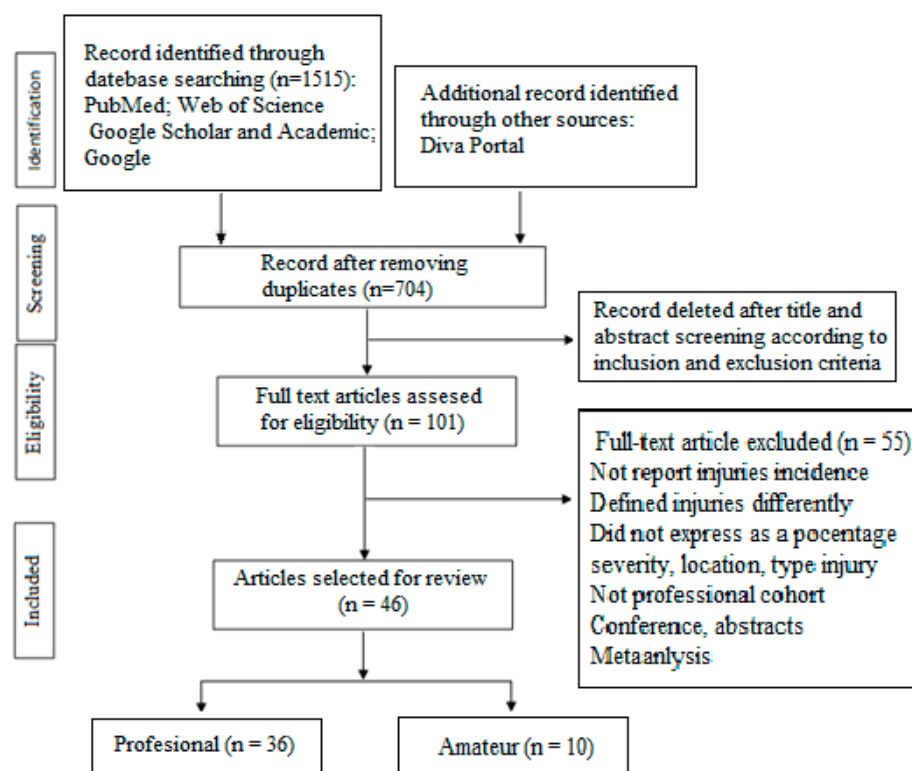 Identification
Record identified through
datebase searching (n=1515):
PubMed; Web of Science
Google Scholar and Academic;
Google
Additional record identified
through other sources:
Diva Portal
Screening
Record after removing
duplicates (n=704)
Record deleted after title and
abstract screening according to
inclusion and exclusion criteria
Eligibility
Full text articles assesed
for eligibility (n = 101)
Full-text article excluded (n = 55)
Not report injuries incidence
Defined injuries differently
Did not express as a pocentage
severity, location, type injury
Not professional cohort
Conference, abstracts
Metaanlysis
Included
Articles selected for review
(n = 46)
Profesional (n = 36)
Amateur (n = 10)